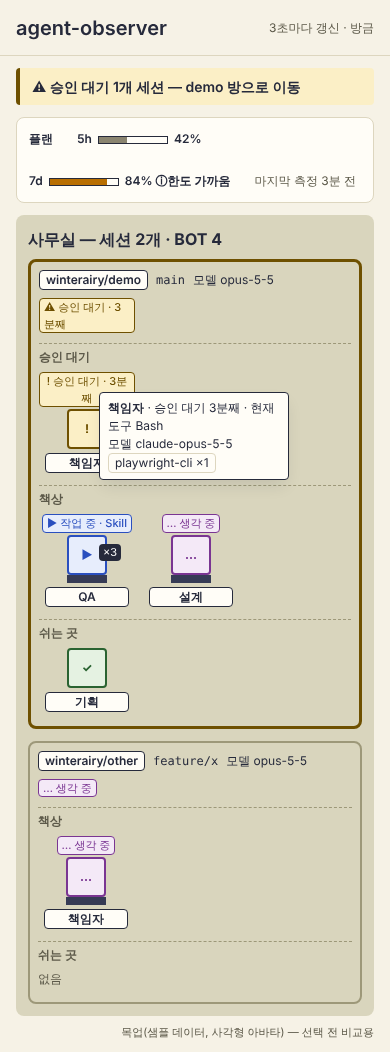 agent-observer
3초마다 갱신 · 방금
⚠ 승인 대기 1개 세션 — demo 방으로 이동
플랜 5h 42%
7d 84% ⓘ한도 가까움 마지막 측정 3분 전
사무실 — 세션 2개 · BOT 4
winterairy/demo main 모델 opus-5-5
⚠ 승인 대기 · 3
분째
승인 대기
! 승인 대기 · 3분
째
!
책임자
책임자 · 승인 대기 3분째 · 현재
도구 Bash
모델 claude-opus-5-5
playwright-cli ×1
책상
▶ 작업 중 · Skill
… 생각 중
▶ ×3
…
QA
설계
쉬는 곳
✓
기획
winterairy/other feature/x 모델 opus-5-5
… 생각 중
책상
… 생각 중
…
책임자
쉬는 곳
없음
목업(샘플 데이터, 사각형 아바타) — 선택 전 비교용